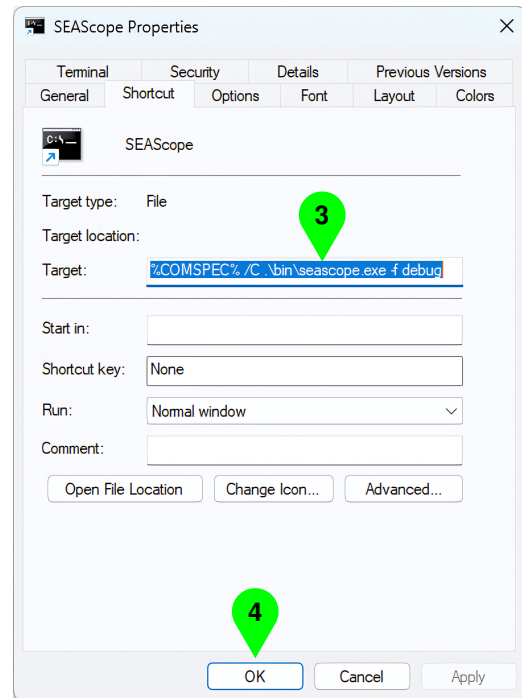 SEAScope Properties
Terminal Security Details Previous Versions
General Shortcut Options Font Layout Colors
C:\
SEAScope
Target type: File
3
Target location:
Target: %COMSPEC% /C .\bin\seascope.exe -f debug
Start in:
Shortcut key: None
Run: Normal window
Comment:
Open File Location Change Icon... Advanced...
4
OK Cancel Apply